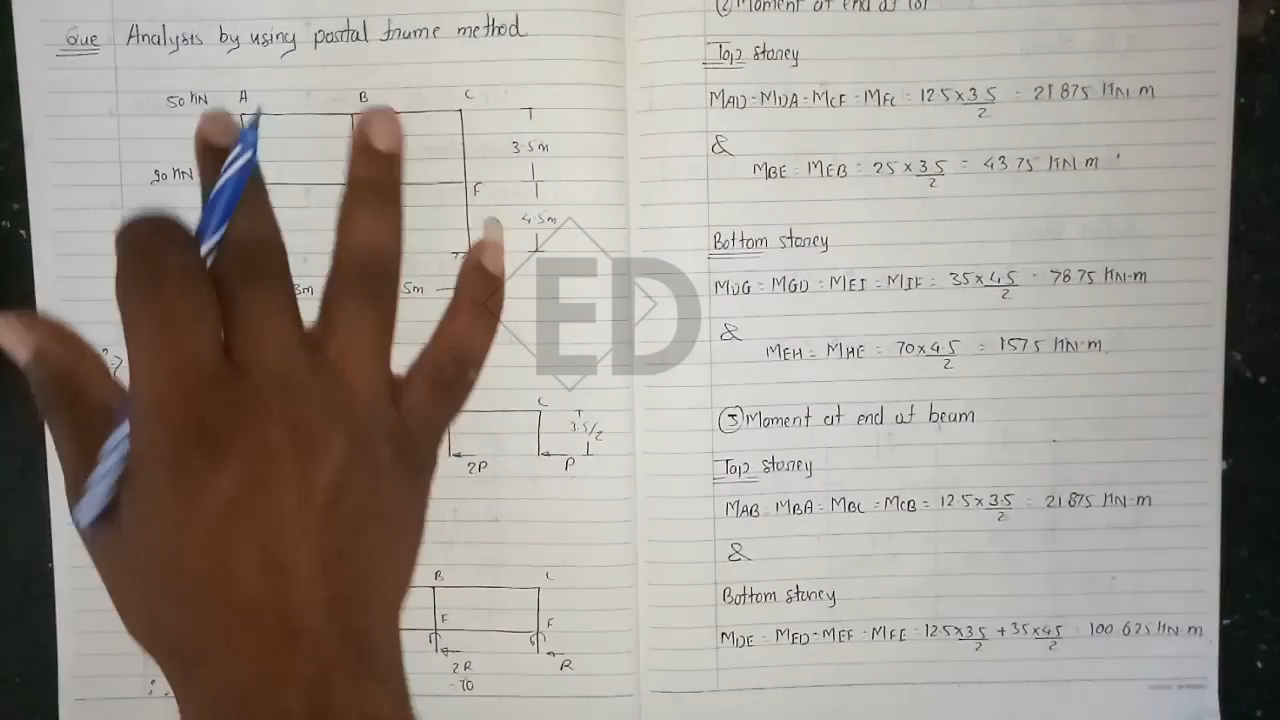 Que Analysis by using portal frame method
50 KN A B C
3.5m
90 KN F
4.5m
3m 5m
ED
C
3.5/2
2P P
B C
E F
2R R
-70
② Moment at end of col
Top storey
MAD = MDA = MCF = MFC = 12.5 x 3.5/2 = 21.875 KN.m
&
MBE = MEB = 25 x 3.5/2 = 43.75 KN.m
Bottom storey
MDG = MGD = MFI = MIF = 35 x 4.5/2 = 78.75 KN.m
&
MEH = MHE = 70 x 4.5/2 = 157.5 KN.m
③ Moment at end of beam
Top storey
MAB = MBA = MBC = MCB = 12.5 x 3.5/2 = 21.875 KN.m
&
Bottom storey
MDE = MED = MEF = MFE = 12.5 x 3.5/2 + 35 x 4.5/2 = 100.625 KN.m